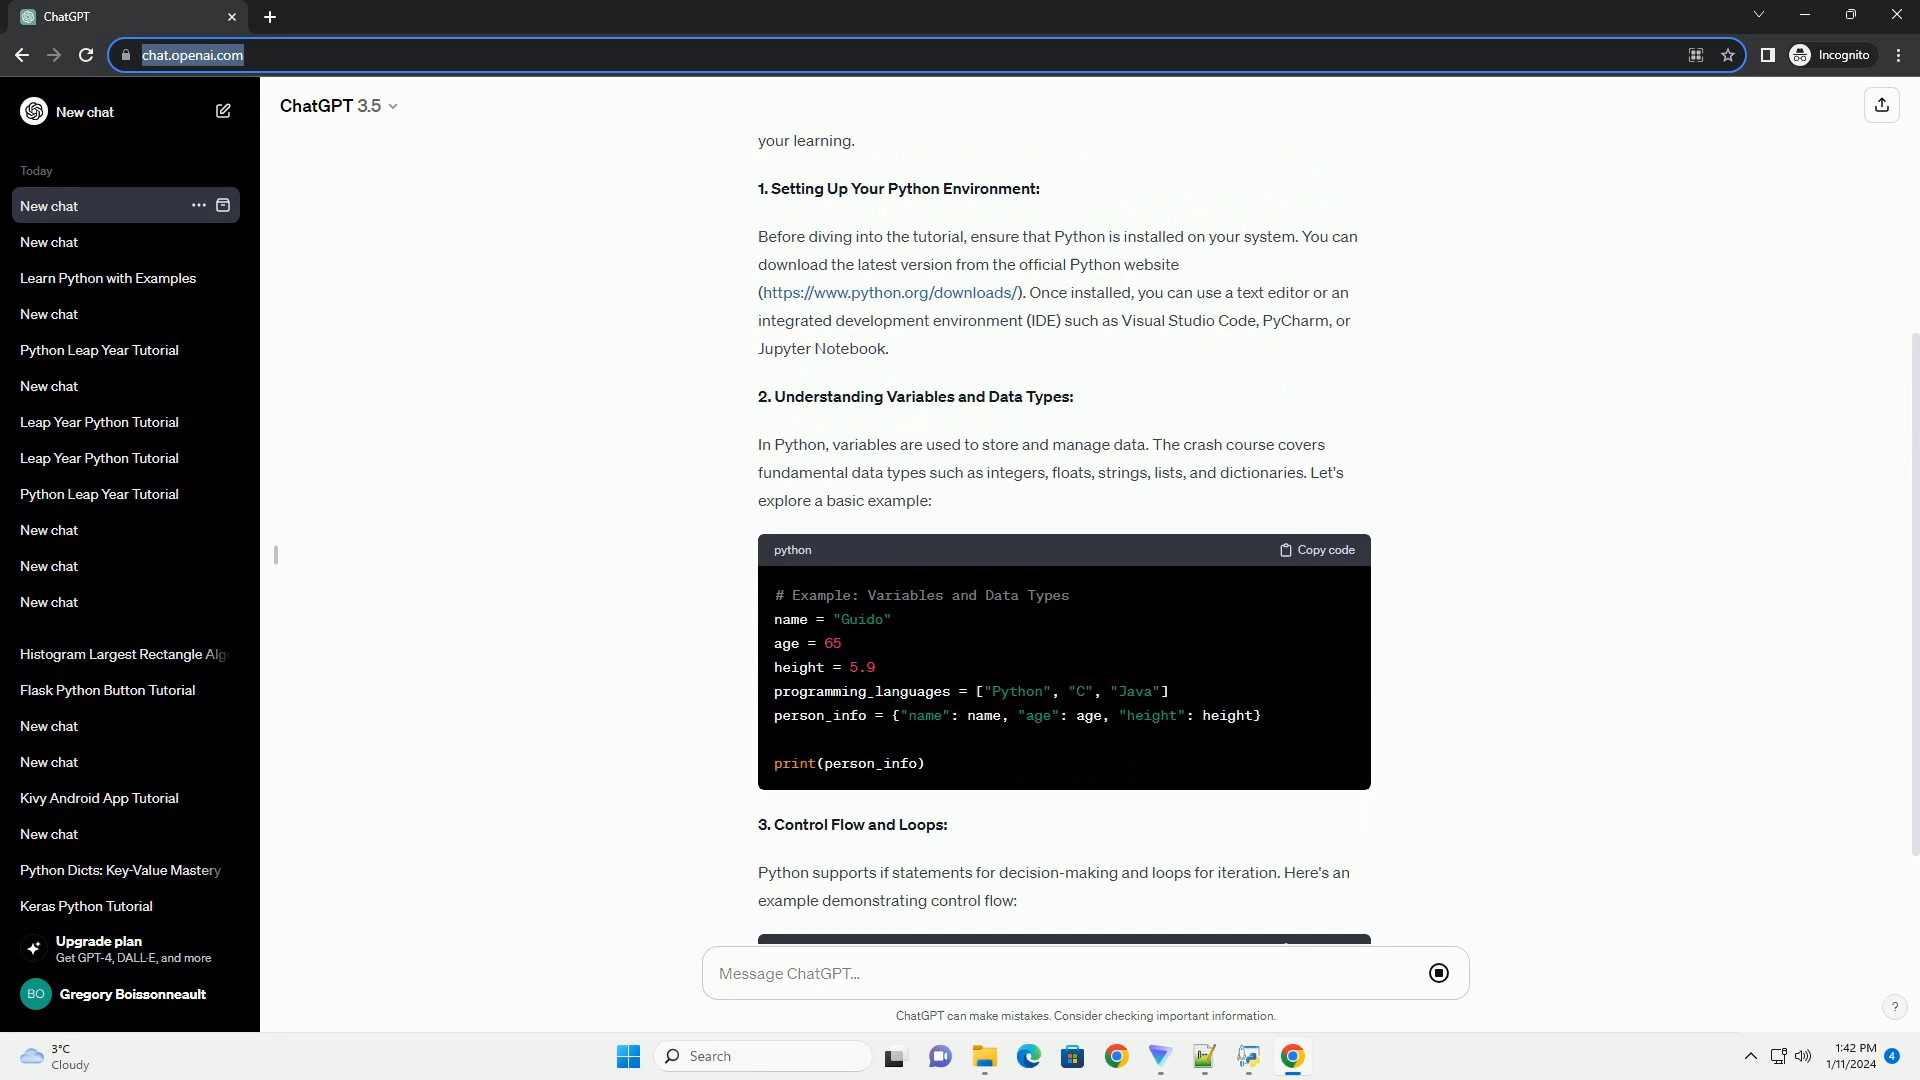 ChatGPT
chat.openai.com
Incognito
New chat
Today
New chat
New chat
Learn Python with Examples
New chat
Python Leap Year Tutorial
New chat
Leap Year Python Tutorial
Leap Year Python Tutorial
Python Leap Year Tutorial
New chat
New chat
New chat
Histogram Largest Rectangle Alg
Flask Python Button Tutorial
New chat
New chat
Kivy Android App Tutorial
New chat
Python Dicts: Key-Value Mastery
Keras Python Tutorial
Upgrade plan
Get GPT-4, DALL·E, and more
BO
Gregory Boissonneault
ChatGPT 3.5
your learning.
1. Setting Up Your Python Environment:
Before diving into the tutorial, ensure that Python is installed on your system. You can
download the latest version from the official Python website
(https://www.python.org/downloads/). Once installed, you can use a text editor or an
integrated development environment (IDE) such as Visual Studio Code, PyCharm, or
Jupyter Notebook.
2. Understanding Variables and Data Types:
In Python, variables are used to store and manage data. The crash course covers
fundamental data types such as integers, floats, strings, lists, and dictionaries. Let's
explore a basic example:
python
Copy code
# Example: Variables and Data Types
name = "Guido"
age = 65
height = 5.9
programming_languages = ["Python", "C", "Java"]
person_info = {"name": name, "age": age, "height": height}
print(person_info)
3. Control Flow and Loops:
Python supports if statements for decision-making and loops for iteration. Here's an
example demonstrating control flow:
Message ChatGPT...
ChatGPT can make mistakes. Consider checking important information.
?
3°C
Cloudy
Search
1:42 PM
1/11/2024
4